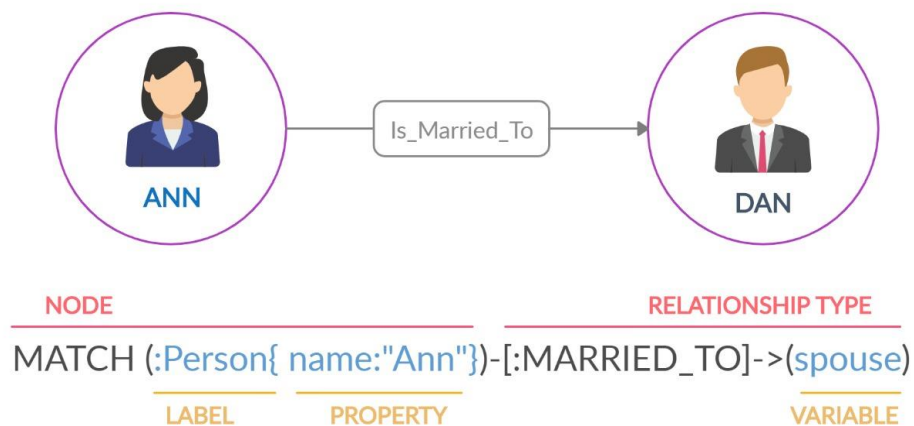 Is_Married_To
ANN
DAN
NODE
RELATIONSHIP TYPE
MATCH (:Person{ name:"Ann"})-[:MARRIED_TO]->(spouse)
LABEL
PROPERTY
VARIABLE